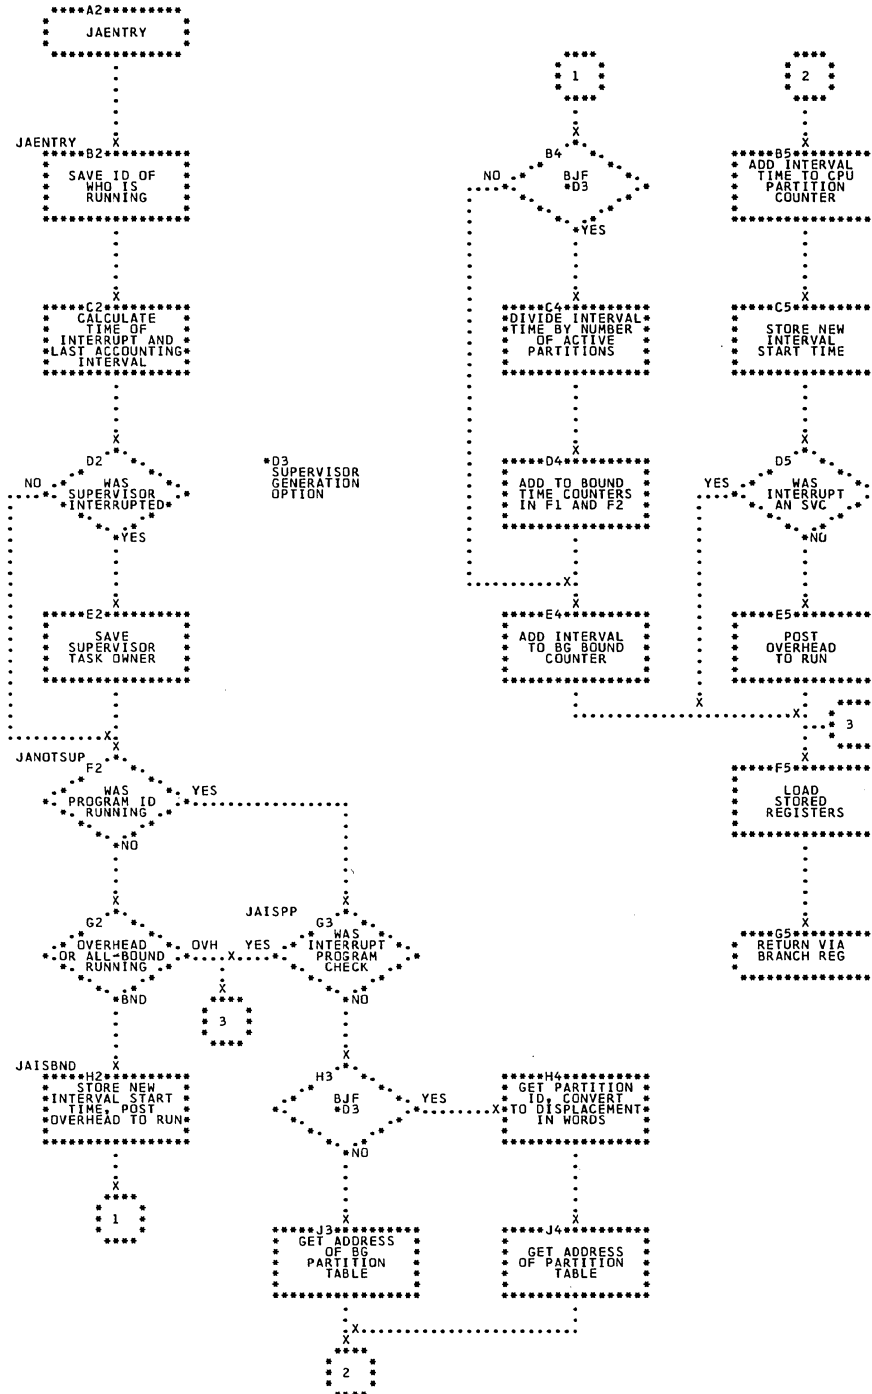 A2
JAENTRY
JAENTRY
B2
SAVE ID OF
WHO IS
RUNNING
C2
CALCULATE
TIME OF
INTERRUPT AND
LAST ACCOUNTING
INTERVAL
D2
NO
WAS
SUPERVISOR
INTERRUPTED
YES
*D3
SUPERVISOR
GENERATION
OPTION
E2
SAVE
SUPERVISOR
TASK OWNER
JANOTSUP
F2
WAS
PROGRAM ID
RUNNING
YES
NO
G2
OVERHEAD
OR ALL-BOUND
RUNNING
OVH
BND
3
JAISPP
G3
YES
WAS
INTERRUPT
PROGRAM
CHECK
NO
JAISBND
H2
STORE NEW
INTERVAL START
TIME, POST
OVERHEAD TO RUN
1
H3
BJF
*D3
YES
NO
H4
GET PARTITION
ID, CONVERT
TO DISPLACEMENT
IN WORDS
J3
GET ADDRESS
OF BG
PARTITION
TABLE
J4
GET ADDRESS
OF PARTITION
TABLE
2
1
B4
NO
BJF
*D3
YES
C4
DIVIDE INTERVAL
TIME BY NUMBER
OF ACTIVE
PARTITIONS
D4
ADD TO BOUND
TIME COUNTERS
IN F1 AND F2
E4
ADD INTERVAL
TO BG BOUND
COUNTER
2
B5
ADD INTERVAL
TIME TO CPU
PARTITION
COUNTER
C5
STORE NEW
INTERVAL
START TIME
D5
YES
WAS
INTERRUPT
AN SVC
NO
E5
POST
OVERHEAD
TO RUN
3
F5
LOAD
STORED
REGISTERS
G5
RETURN VIA
BRANCH REG